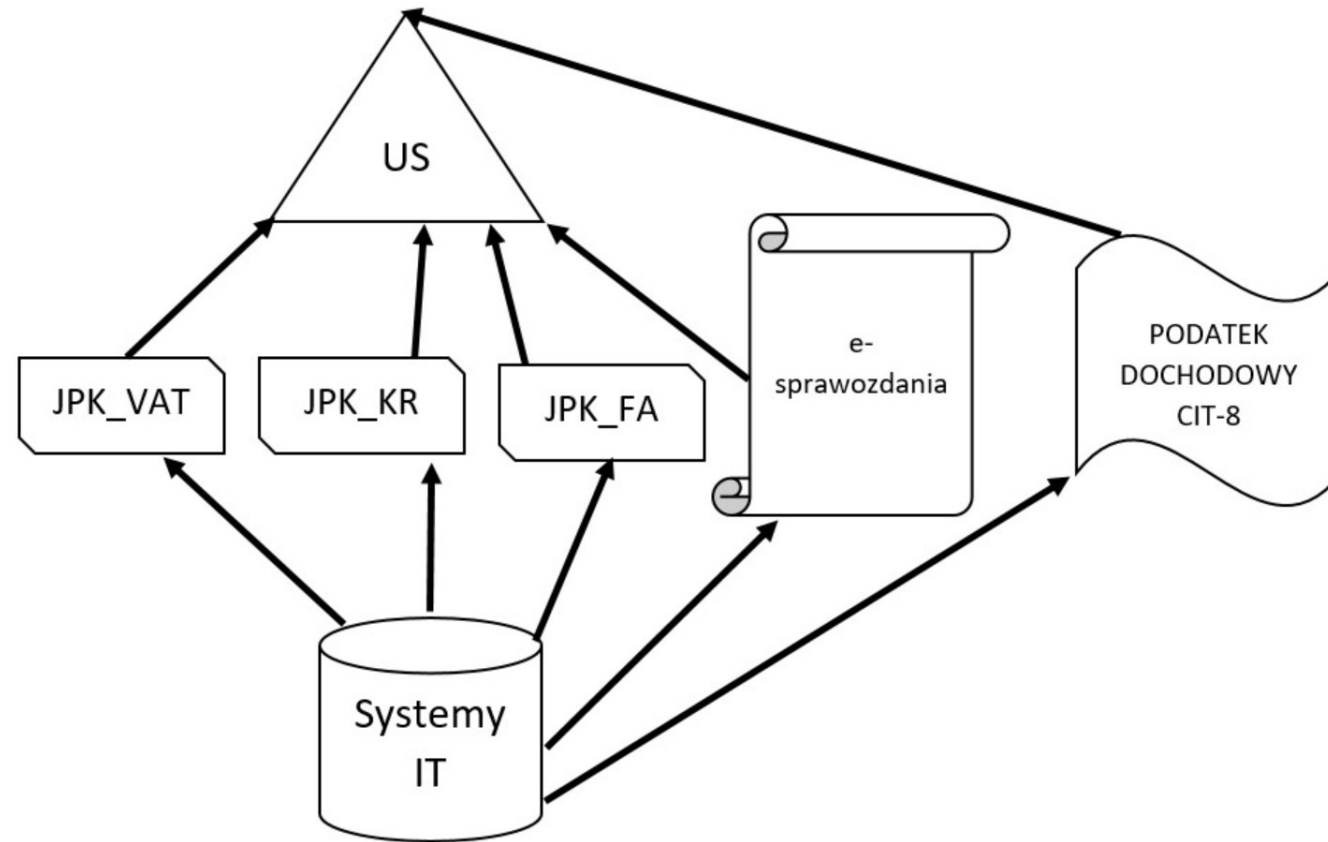 US
JPK_VAT
JPK_KR
JPK_FA
e-
sprawozdania
PODATEK
DOCHODOWY
CIT-8
Systemy
IT